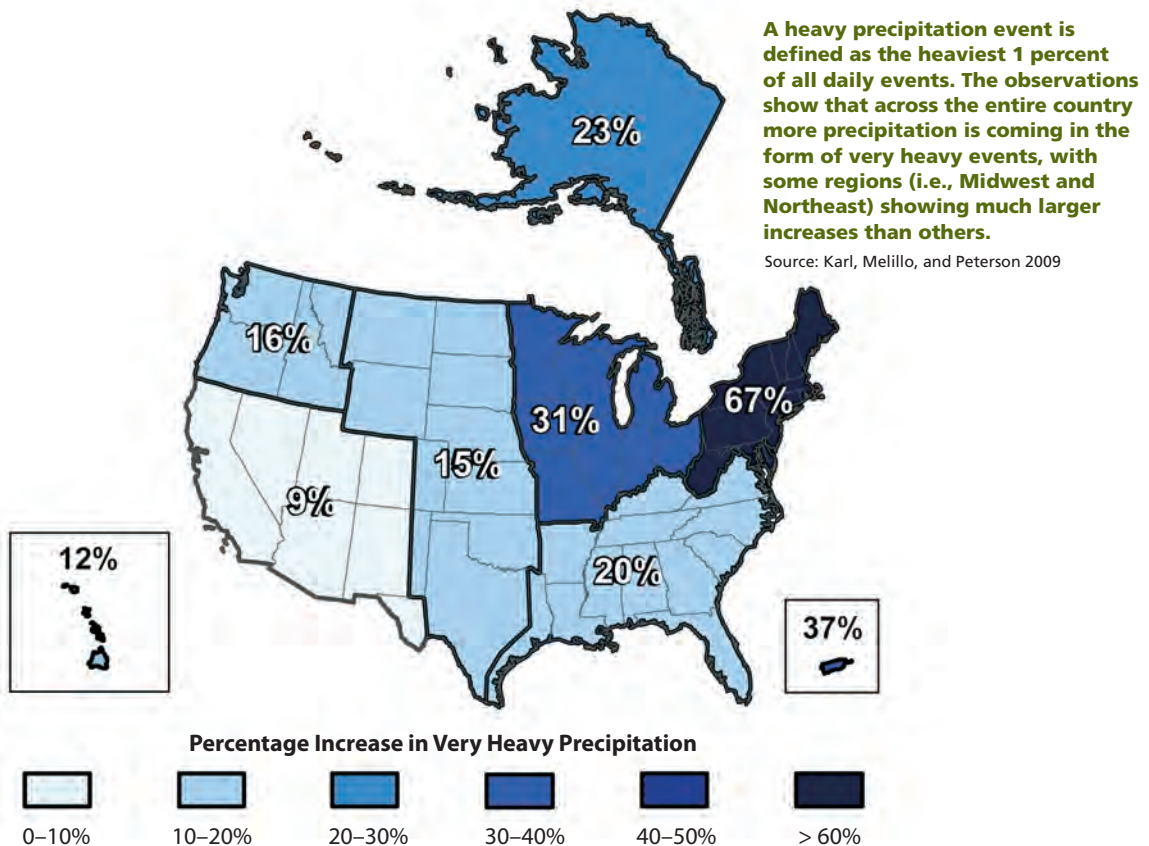 A heavy precipitation event is
defined as the heaviest 1 percent
of all daily events. The observations
show that across the entire country
more precipitation is coming in the
form of very heavy events, with
some regions (i.e., Midwest and
Northeast) showing much larger
increases than others.
Source: Karl, Melillo, and Peterson 2009
23%
16%
67%
31%
15%
9%
12%
20%
37%
Percentage Increase in Very Heavy Precipitation
0–10% 10–20% 20–30% 30–40% 40–50% > 60%